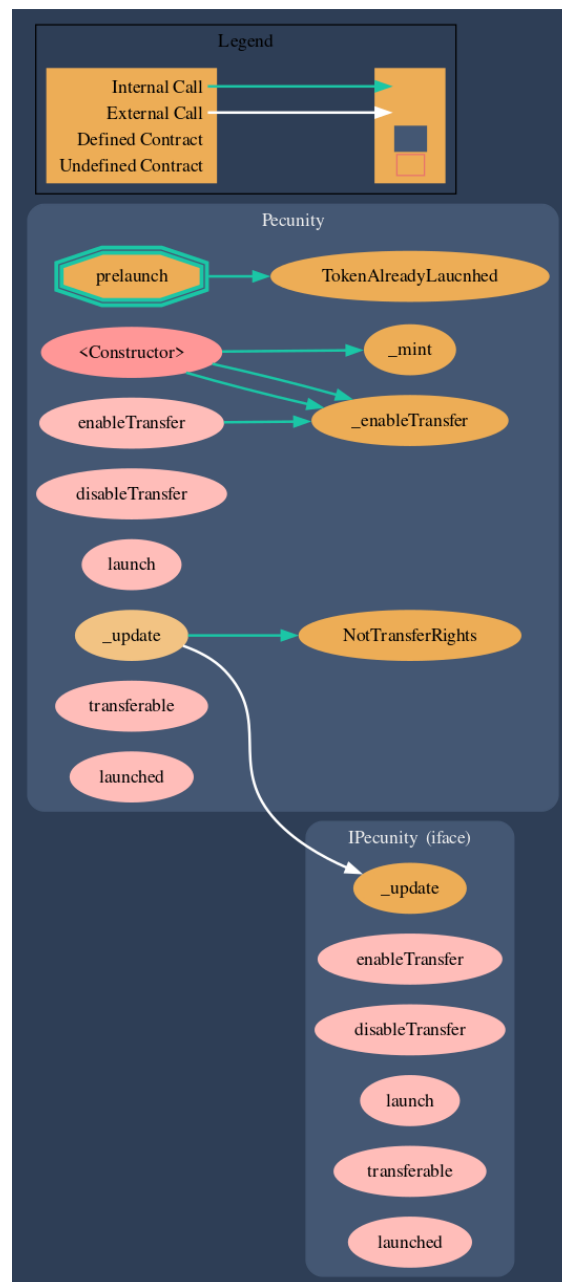 Legend
Internal Call
External Call
Defined Contract
Undefined Contract
Pecunity
prelaunch
TokenAlreadyLaucnhed
<Constructor>
_mint
enableTransfer
_enableTransfer
disableTransfer
launch
_update
NotTransferRights
transferable
launched
IPecunity (iface)
_update
enableTransfer
disableTransfer
launch
transferable
launched